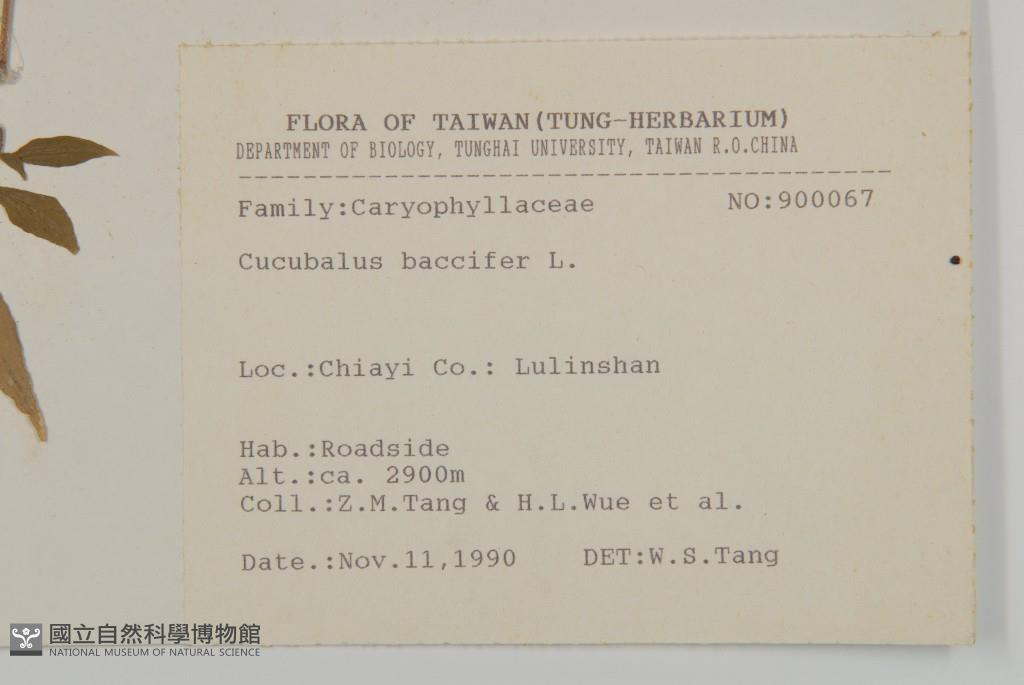 FLORA OF TAIWAN(TUNG-HERBARIUM)
DEPARTMENT OF BIOLOGY, TUNGHAI UNIVERSITY, TAIWAN R.O.CHINA
Family:Caryophyllaceae NO:900067
Cucubalus baccifer L.
Loc.:Chiayi Co.: Lulinshan
Hab.:Roadside
Alt.:ca. 2900m
Coll.:Z.M.Tang & H.L.Wue et al.
Date.:Nov.11,1990 DET:W.S.Tang
國立自然科學博物館
NATIONAL MUSEUM OF NATURAL SCIENCE